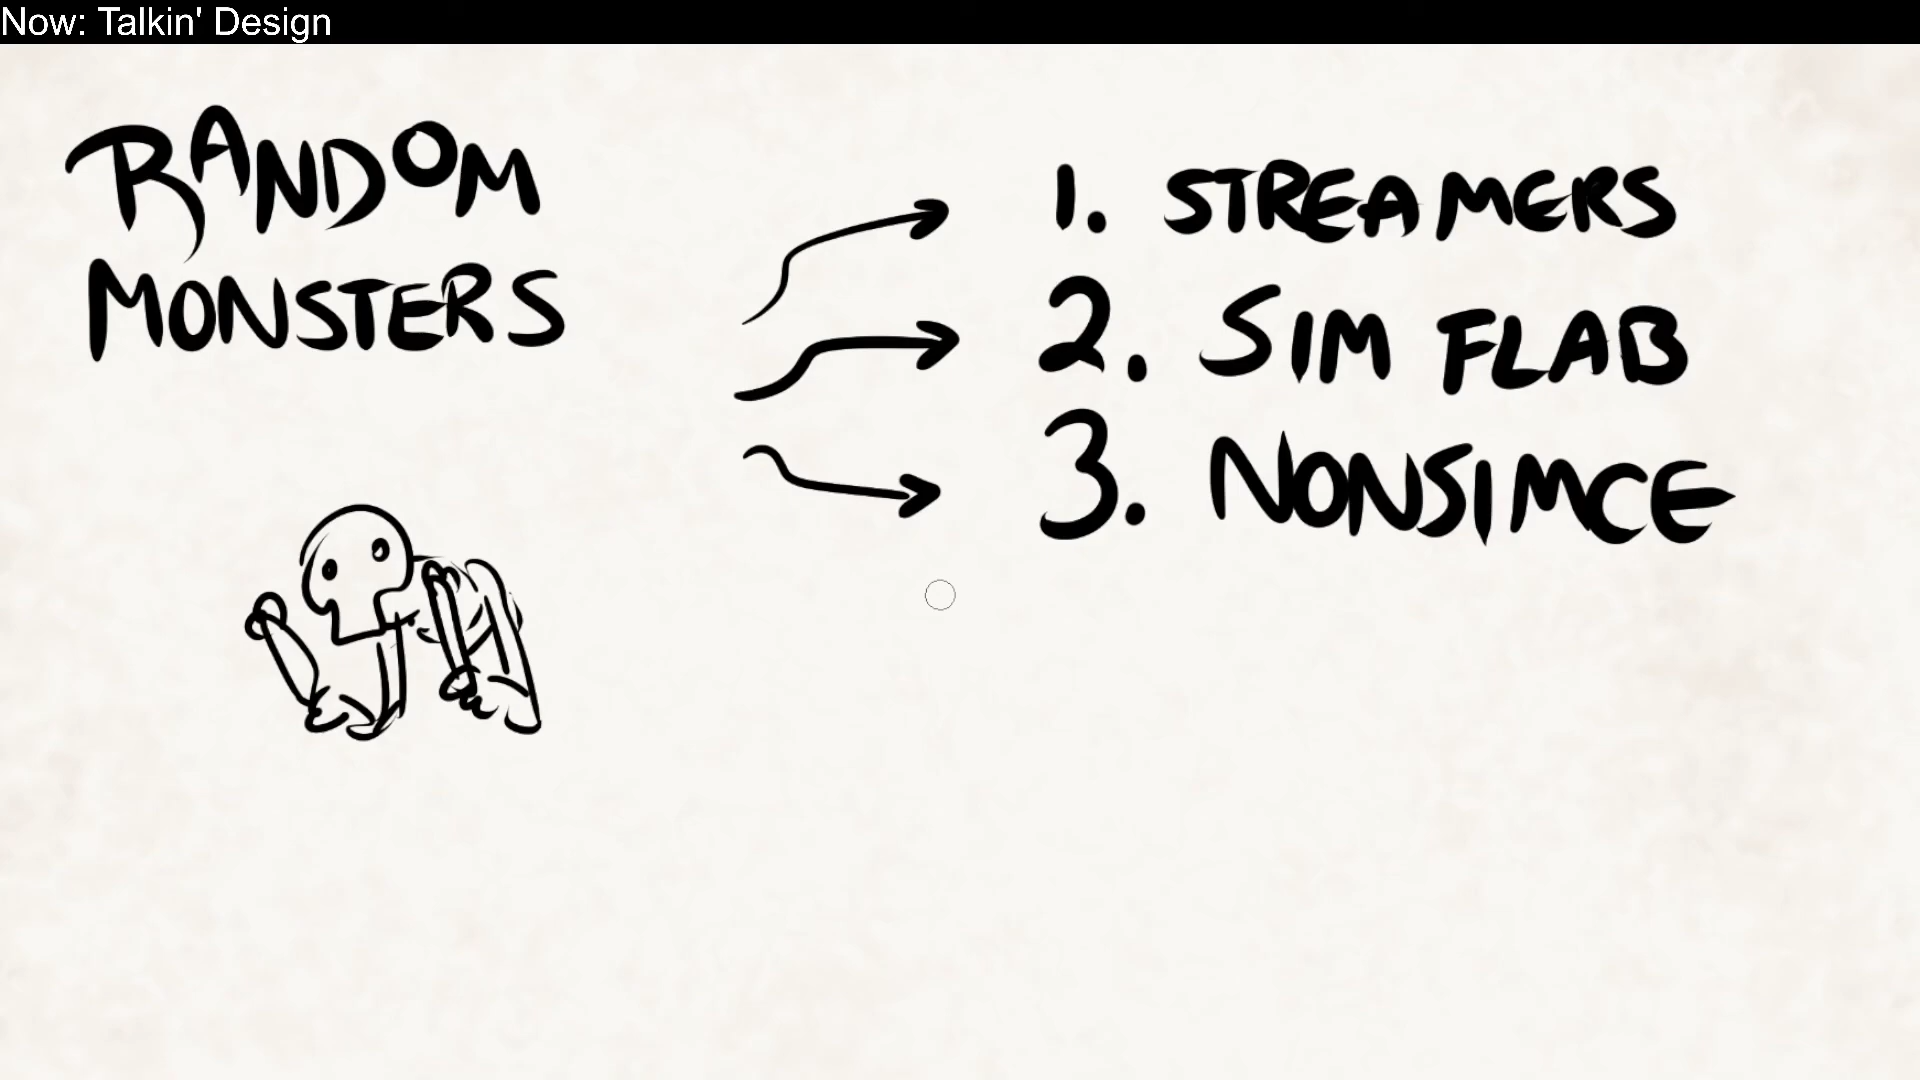 Now: Talkin' Design
RANDOM
MONSTERS
1. STREAMERS
2. SIM FLAB
3. NONSIMCE